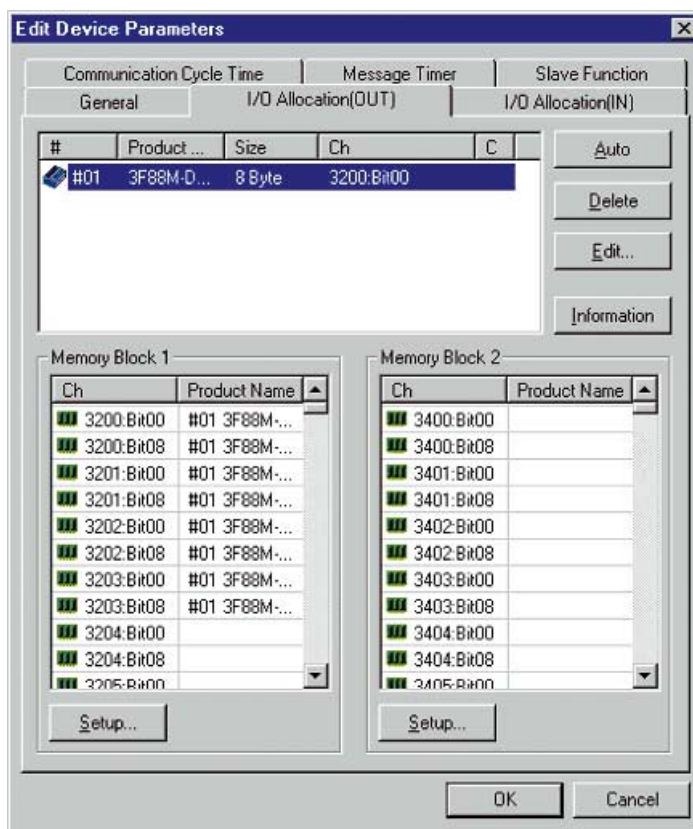 Edit Device Parameters
Communication Cycle Time Message Timer Slave Function
General I/O Allocation(OUT) I/O Allocation(IN)
# Product ... Size Ch C
#01 3F88M-D... 8 Byte 3200:Bit00
Auto
Delete
Edit...
Information
Memory Block 1
Ch Product Name
3200:Bit00 #01 3F88M-...
3200:Bit08 #01 3F88M-...
3201:Bit00 #01 3F88M-...
3201:Bit08 #01 3F88M-...
3202:Bit00 #01 3F88M-...
3202:Bit08 #01 3F88M-...
3203:Bit00 #01 3F88M-...
3203:Bit08 #01 3F88M-...
3204:Bit00
3204:Bit08
3205:Bit00
Setup...
Memory Block 2
Ch Product Name
3400:Bit00
3400:Bit08
3401:Bit00
3401:Bit08
3402:Bit00
3402:Bit08
3403:Bit00
3403:Bit08
3404:Bit00
3404:Bit08
3405:Bit00
Setup...
OK Cancel